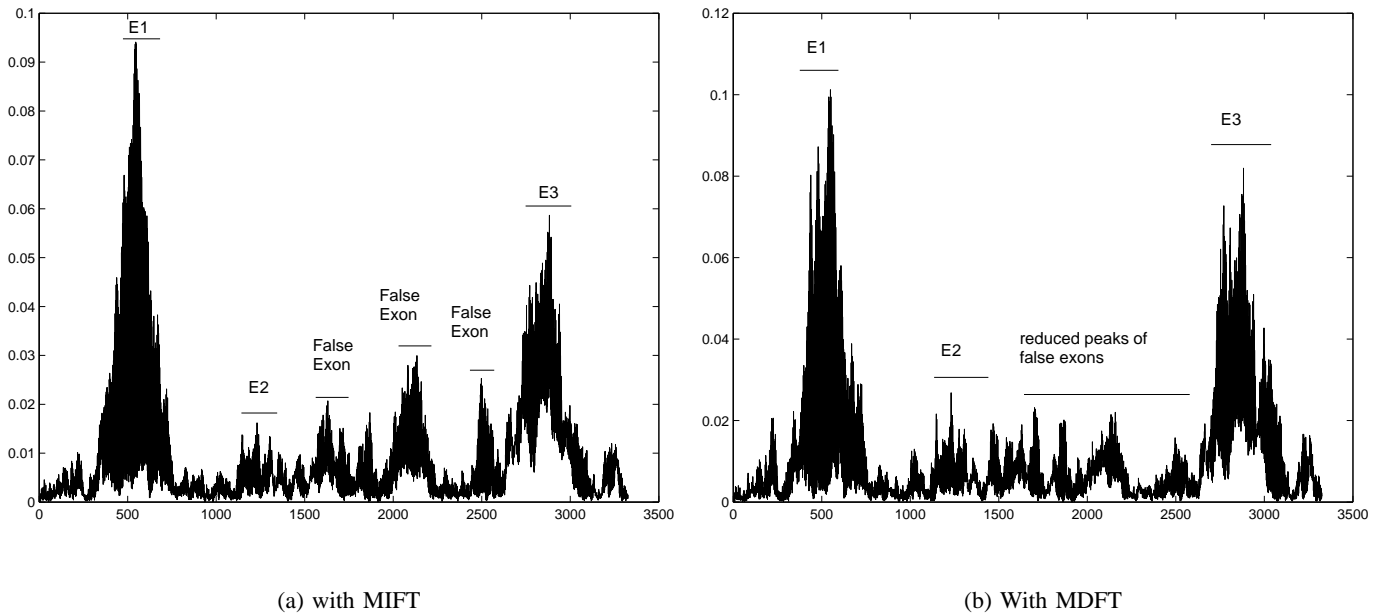 0.1
0.09
0.08
0.07
0.06
0.05
0.04
0.03
0.02
0.01
0
0 500 1000 1500 2000 2500 3000 3500
E1
E2
False
Exon
False
Exon
False
Exon
E3
(a) with MIFT
0.12
0.1
0.08
0.06
0.04
0.02
0
0 500 1000 1500 2000 2500 3000 3500
E1
E2
reduced peaks of
false exons
E3
(b) With MDFT